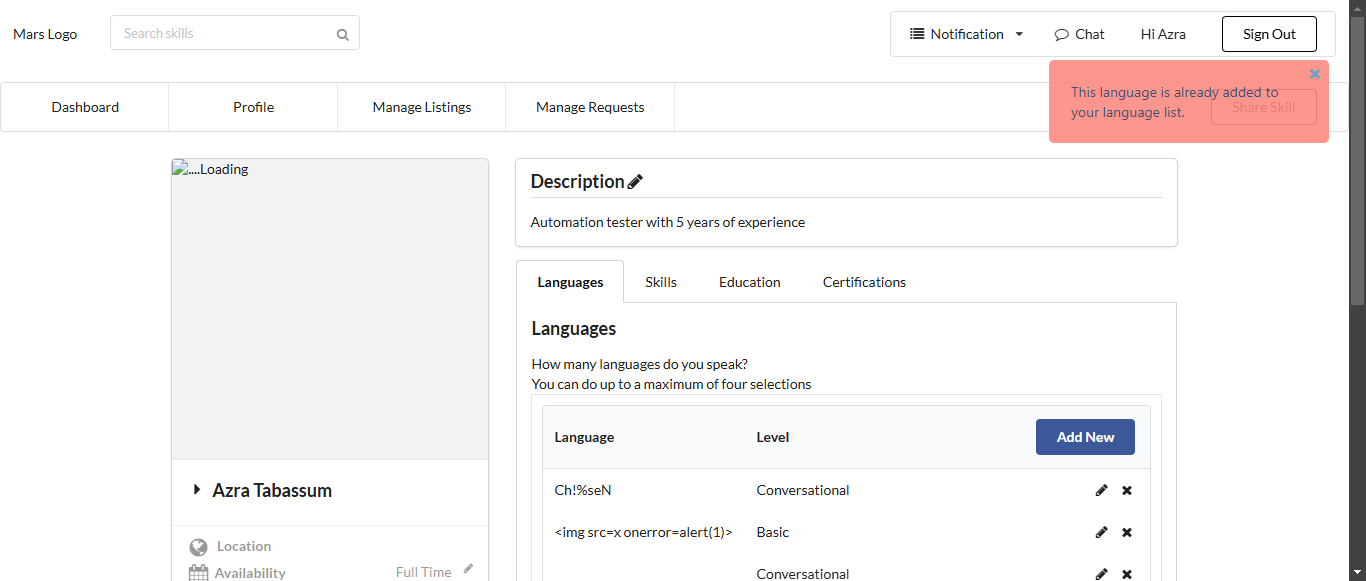 Mars Logo
Search skills
Notification
Chat
Hi Azra
Sign Out
Dashboard
Profile
Manage Listings
Manage Requests
This language is already added to
your language list.
Share Skill
....Loading
Description
Automation tester with 5 years of experience
Languages
Skills
Education
Certifications
Languages
How many languages do you speak?
You can do up to a maximum of four selections
Language
Level
Add New
Ch!%seN
Conversational
<img src=x onerror=alert(1)>
Basic
Conversational
Azra Tabassum
Location
Availability
Full Time